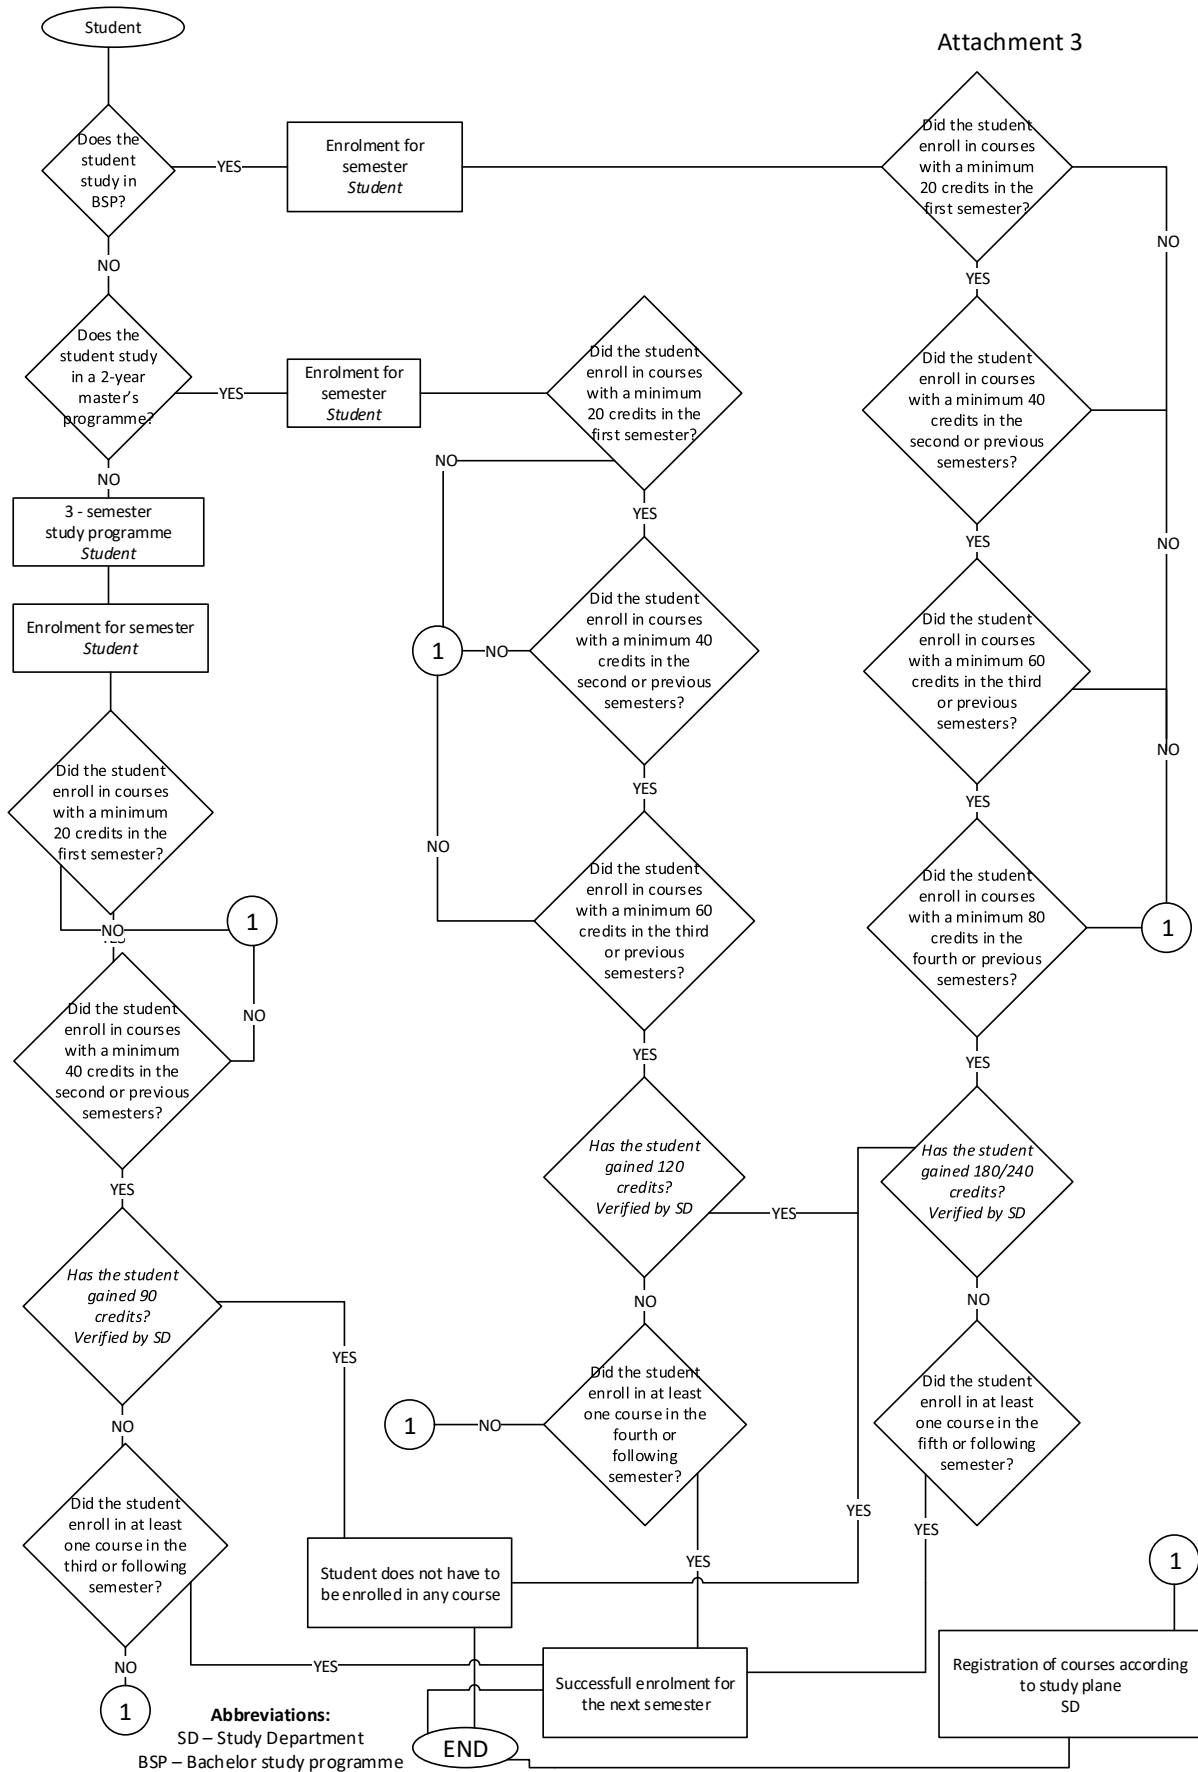 Student
Attachment 3
Does the
student
study in
BSP?
YES
Enrolment for
semester
Student
Did the student
enroll in courses
with a minimum
20 credits in the
first semester?
NO
NO
YES
Does the
student study
in a 2-year
master's
programme?
YES
Enrolment for
semester
Student
Did the student
enroll in courses
with a minimum
20 credits in the
first semester?
Did the student
enroll in courses
with a minimum 40
credits in the
second or previous
semesters?
NO
NO
YES
YES
NO
3 - semester
study programme
Student
Enrolment for semester
Student
1
NO
Did the student
enroll in courses
with a minimum 40
credits in the
second or previous
semesters?
Did the student
enroll in courses
with a minimum 60
credits in the third
or previous
semesters?
NO
YES
YES
Did the student
enroll in courses
with a minimum
20 credits in the
first semester?
NO
Did the student
enroll in courses
with a minimum 60
credits in the third
or previous
semesters?
Did the student
enroll in courses
with a minimum 80
credits in the
fourth or previous
semesters?
1
NO
YES
1
Did the student
enroll in courses
with a minimum
40 credits in the
second or previous
semesters?
NO
YES
YES
YES
Has the student
gained 120
credits?
Verified by SD
YES
Has the student
gained 180/240
credits?
Verified by SD
Has the student
gained 90
credits?
Verified by SD
YES
NO
NO
NO
1
NO
Did the student
enroll in at least
one course in the
fourth or
following
semester?
Did the student
enroll in at least
one course in the
fifth or following
semester?
Did the student
enroll in at least
one course in the
third or following
semester?
YES
YES
YES
Student does not have to
be enrolled in any course
1
NO
YES
Successfull enrolment for
the next semester
Registration of courses according
to study plane
SD
1
Abbreviations:
SD – Study Department
BSP – Bachelor study programme
END